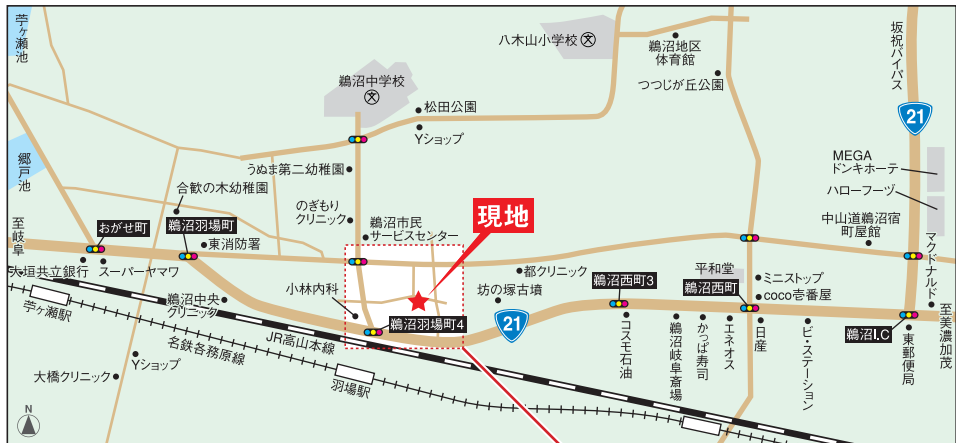 苧ヶ瀬池
八木山小学校
文
鵜沼地区
体育館
つつじが丘公園
坂祝バイパス
21
鵜沼中学校
文
松田公園
Yショップ
MEGA
ドンキホーテ
ハローフーヅ
郷戸池
うぬま第二幼稚園
合歓の木幼稚園
のぎもり
クリニック
現地
中山道鵜沼宿
町屋館
至岐阜
おがせ町
鵜沼羽場町
東消防署
鵜沼市民
サービスセンター
マクドナルド
大垣共立銀行
スーパーヤマワ
都クリニック
鵜沼西町3
平和堂
鵜沼西町
ミニストップ
coco壱番屋
至美濃加茂
苧ヶ瀬駅
鵜沼中央
クリニック
小林内科
坊の塚古墳
鵜沼羽場町4
21
鵜沼I.C
コスモ石油
鵜沼岐阜斎場
かっぱ寿司
エネオス
日産
ビ・ステーション
東郵便局
JR高山本線
名鉄各務原線
Yショップ
大橋クリニック
羽場駅
N